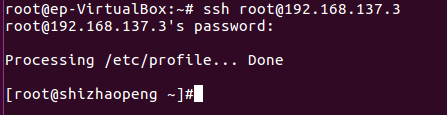 root@ep-VirtualBox:~# ssh root@192.168.137.3
root@192.168.137.3's password:
Processing /etc/profile... Done
[root@shizhaopeng ~]#